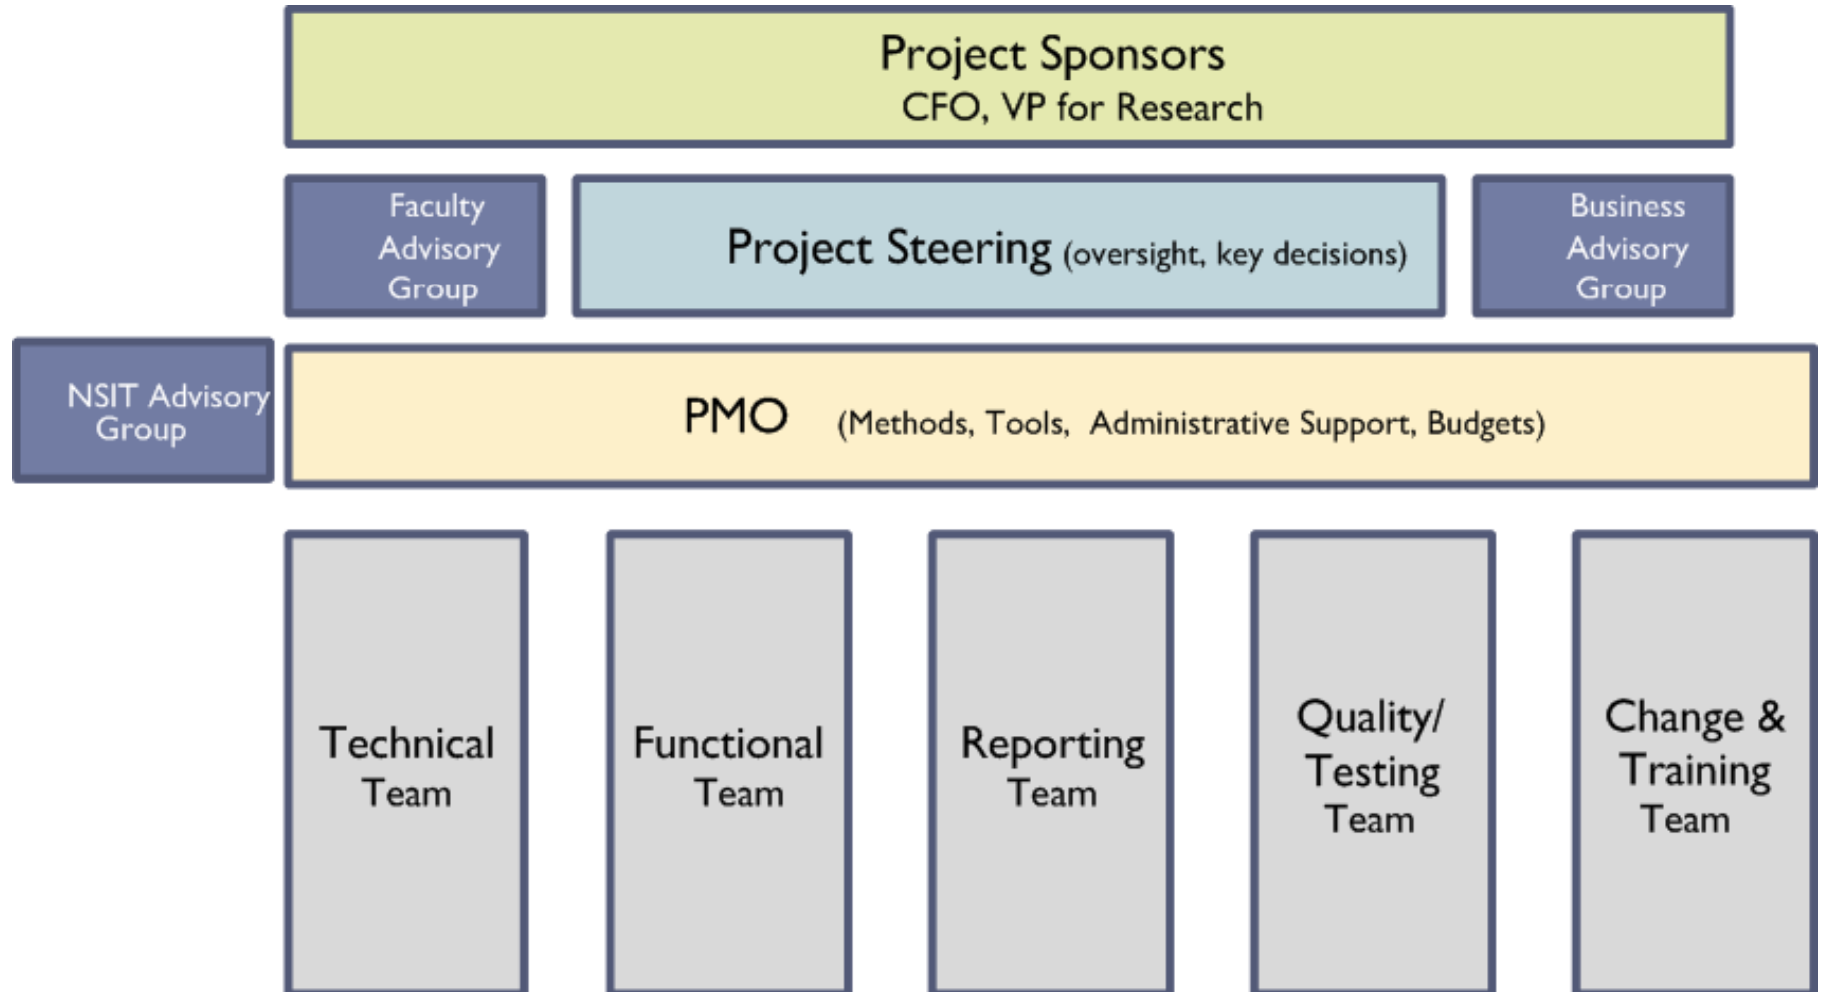 Project Sponsors
CFO, VP for Research
Faculty
Advisory
Group
Project Steering (oversight, key decisions)
Business
Advisory
Group
NSIT Advisory
Group
PMO (Methods, Tools, Administrative Support, Budgets)
Technical
Team
Functional
Team
Reporting
Team
Quality/
Testing
Team
Change &
Training
Team